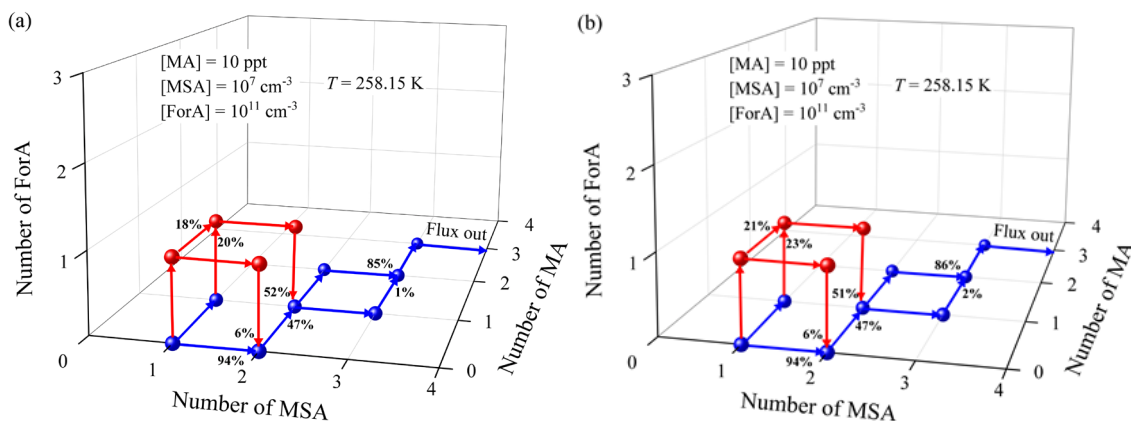 (a)
[MA] = 10 ppt
[MSA] = 10⁷ cm⁻³
T = 258.15 K
[ForA] = 10¹¹ cm⁻³
Number of ForA
3
2
1
0
18%
20%
52%
6%
94%
47%
85%
1%
Flux out
1
2
3
4
Number of MSA
0
1
2
3
4
Number of MA
(b)
[MA] = 10 ppt
[MSA] = 10⁷ cm⁻³
T = 258.15 K
[ForA] = 10¹¹ cm⁻³
Number of ForA
3
2
1
0
21%
23%
51%
6%
94%
47%
86%
2%
Flux out
1
2
3
4
Number of MSA
0
1
2
3
4
Number of MA